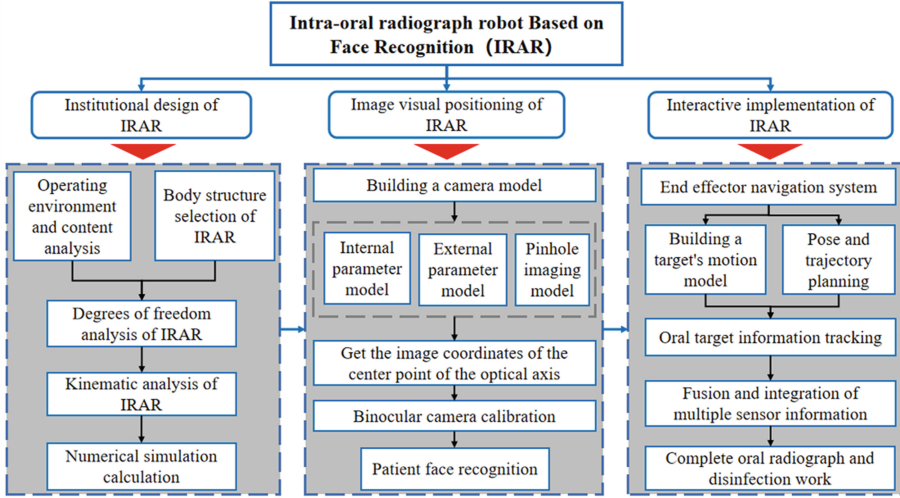 Intra-oral radiograph robot Based on
Face Recognition（IRAR）
Institutional design of
IRAR
Image visual positioning of
IRAR
Interactive implementation of
IRAR
Operating
environment
and content
analysis
Body structure
selection of
IRAR
Degrees of freedom
analysis of IRAR
Kinematic analysis of
IRAR
Numerical simulation
calculation
Building a camera model
Internal
parameter
model
External
parameter
model
Pinhole
imaging
model
Get the image coordinates of the
center point of the optical axis
Binocular camera calibration
Patient face recognition
End effector navigation system
Building a
target's motion
model
Pose and
trajectory
planning
Oral target information tracking
Fusion and integration of
multiple sensor information
Complete oral radiograph and
disinfection work